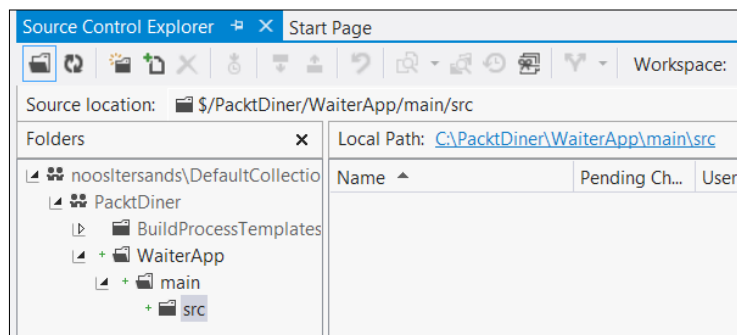 Source Control Explorer Start Page
Workspace:
Source location: $/PacktDiner/WaiterApp/main/src
Folders Local Path: C:\PacktDiner\WaiterApp\main\src
noosltersands\DefaultCollectio Name Pending Ch... User
PacktDiner
BuildProcessTemplates
WaiterApp
main
src